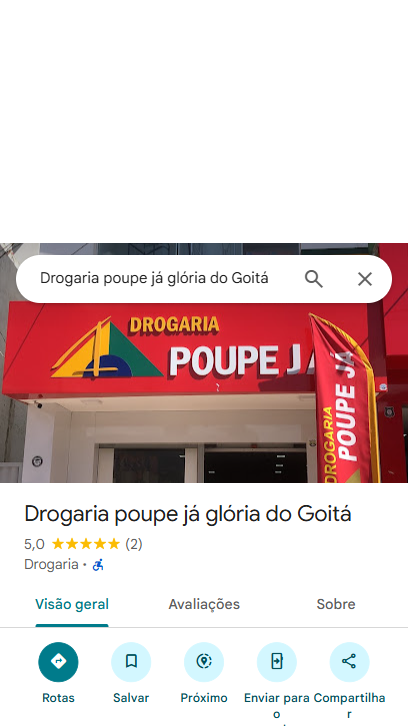 Drogaria poupe já glória do Goitá
DROGARIA
POUPE JÁ
DROGARIA
POUPE JÁ
Drogaria poupe já glória do Goitá
5,0 (2)
Drogaria ·
Visão geral Avaliações Sobre
Rotas Salvar Próximo Enviar para o Compartilhar